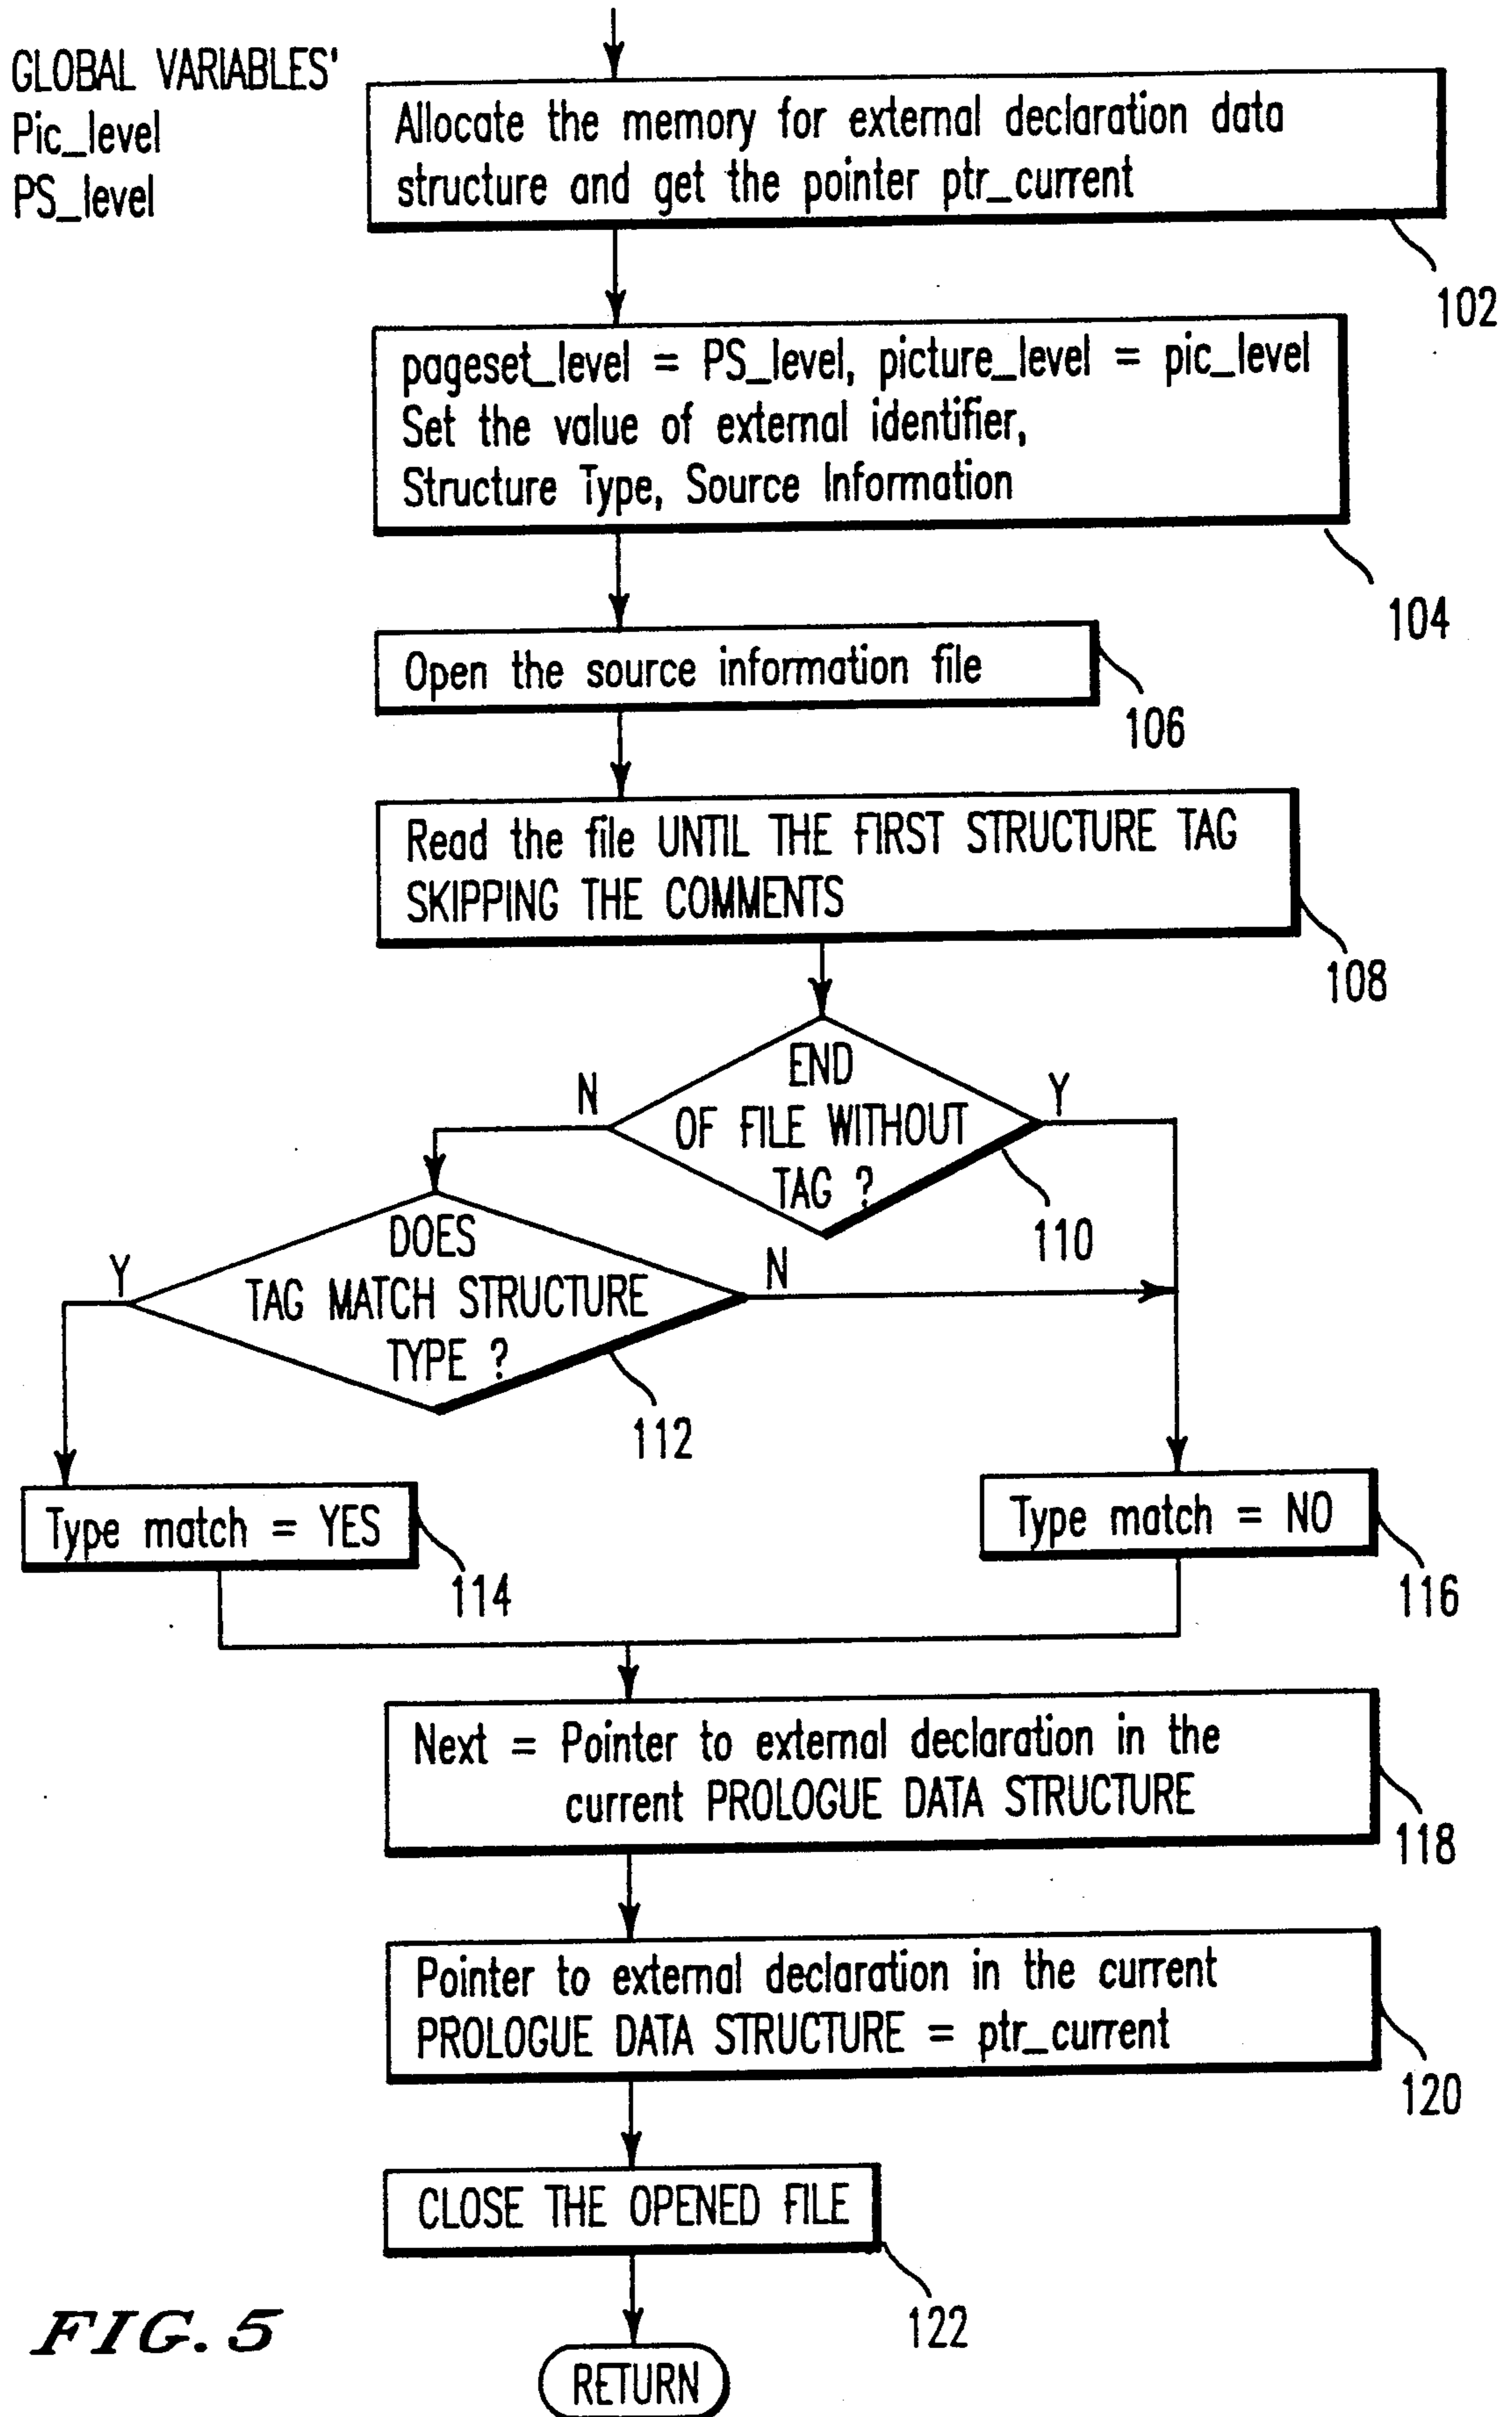 GLOBAL VARIABLES'
Pic_level
PS_level
Allocate the memory for external declaration data
structure and get the pointer ptr_current
102
pageset_level = PS_level, picture_level = pic_level
Set the value of external identifier,
Structure Type, Source Information
104
Open the source information file
106
Read the file UNTIL THE FIRST STRUCTURE TAG
SKIPPING THE COMMENTS
108
END
OF FILE WITHOUT
TAG ?
N
Y
110
DOES
TAG MATCH STRUCTURE
TYPE ?
Y
N
112
Type match = YES
114
Type match = NO
116
Next = Pointer to external declaration in the
current PROLOGUE DATA STRUCTURE
118
Pointer to external declaration in the current
PROLOGUE DATA STRUCTURE = ptr_current
120
CLOSE THE OPENED FILE
122
RETURN
FIG. 5